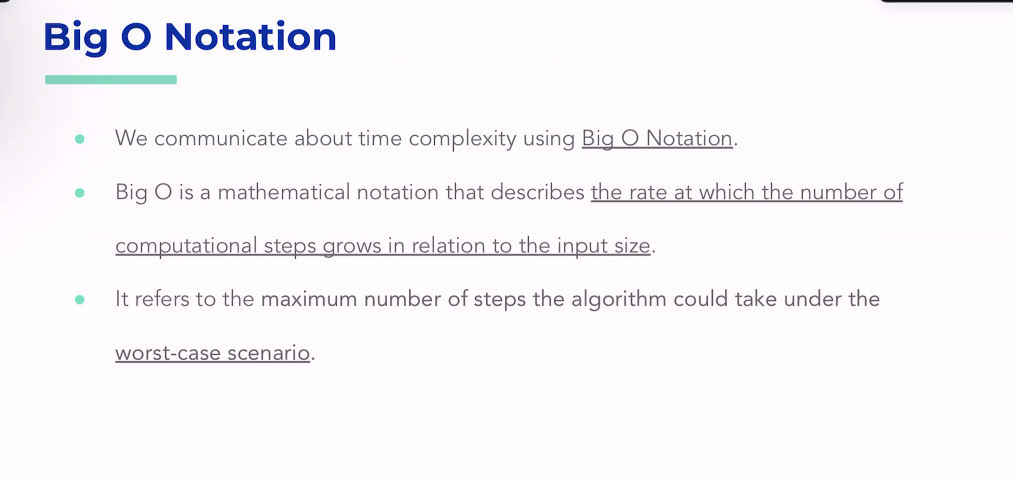 Big O Notation
We communicate about time complexity using Big O Notation.
Big O is a mathematical notation that describes the rate at which the number of
computational steps grows in relation to the input size.
It refers to the maximum number of steps the algorithm could take under the
worst-case scenario.